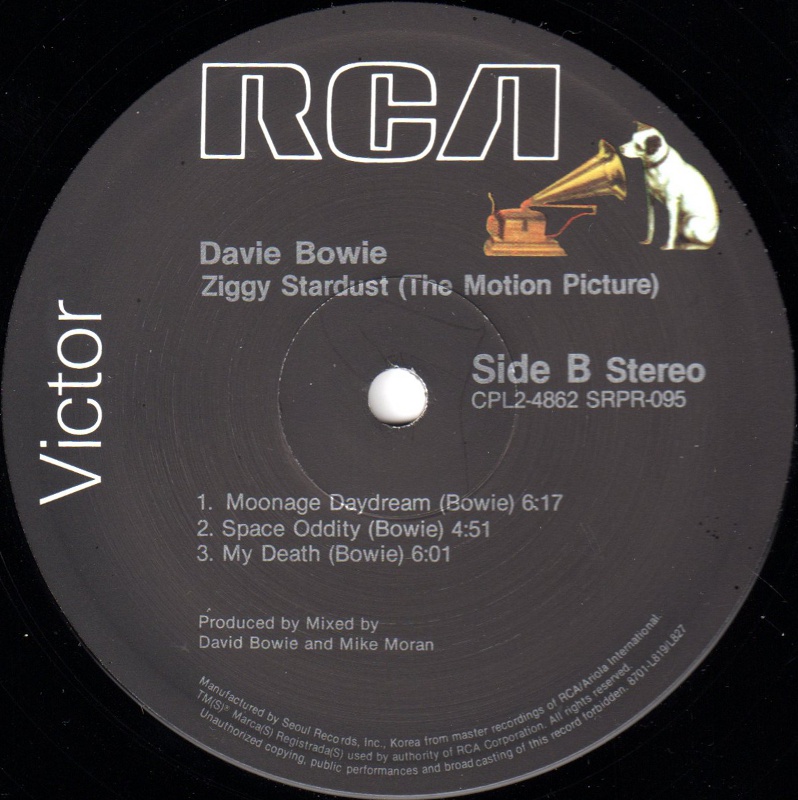 RCA
Victor
Davie Bowie
Ziggy Stardust (The Motion Picture)
Side B Stereo
CPL2-4862 SRPR-095
1. Moonage Daydream (Bowie) 6:17
2. Space Oddity (Bowie) 4:51
3. My Death (Bowie) 6:01
Produced by Mixed by
David Bowie and Mike Moran
Manufactured by Seoul Records, Inc., Korea from master recordings of RCA/Ariola International.
TM(S)® Marca(S) Registrada(S) used by authority of RCA Corporation. All rights reserved.
Unauthorized copying, public performances and broadcasting of this record forbidden. 8701-L819/L827